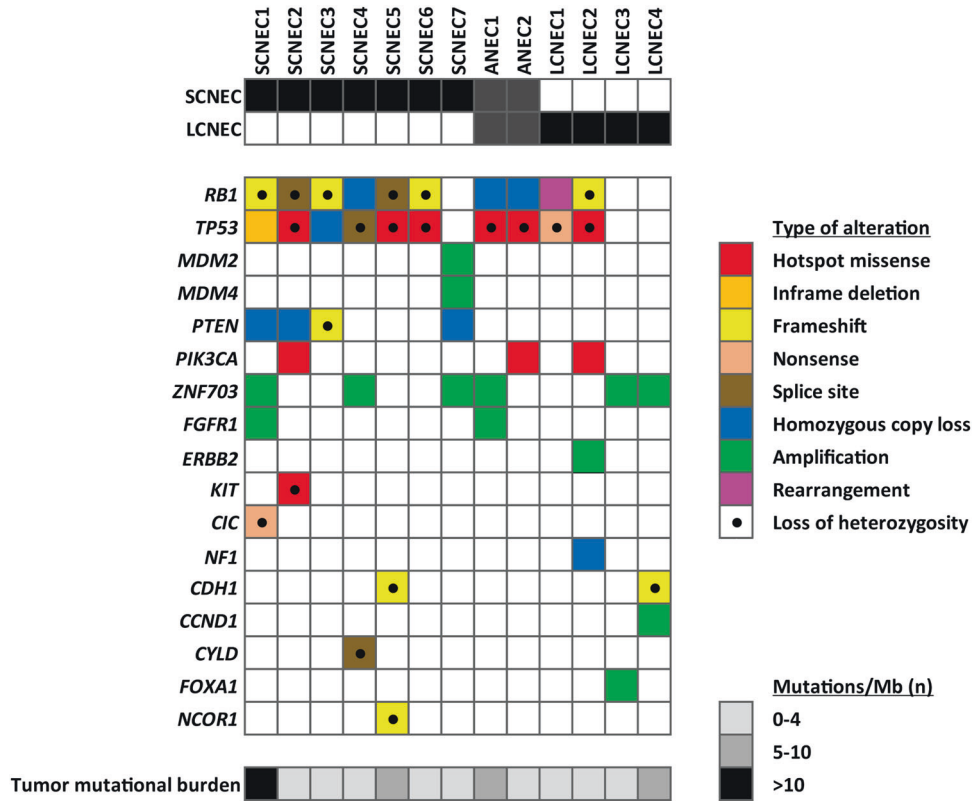 SCNEC1 SCNEC2 SCNEC3 SCNEC4 SCNEC5 SCNEC6 SCNEC7 ANEC1 ANEC2 LCNEC1 LCNEC2 LCNEC3 LCNEC4
SCNEC
LCNEC
RB1
TP53
MDM2
MDM4
PTEN
PIK3CA
ZNF703
FGFR1
ERBB2
KIT
CIC
NF1
CDH1
CCND1
CYLD
FOXA1
NCOR1
Tumor mutational burden
Type of alteration
Hotspot missense
Inframe deletion
Frameshift
Nonsense
Splice site
Homozygous copy loss
Amplification
Rearrangement
Loss of heterozygosity
Mutations/Mb (n)
0-4
5-10
>10